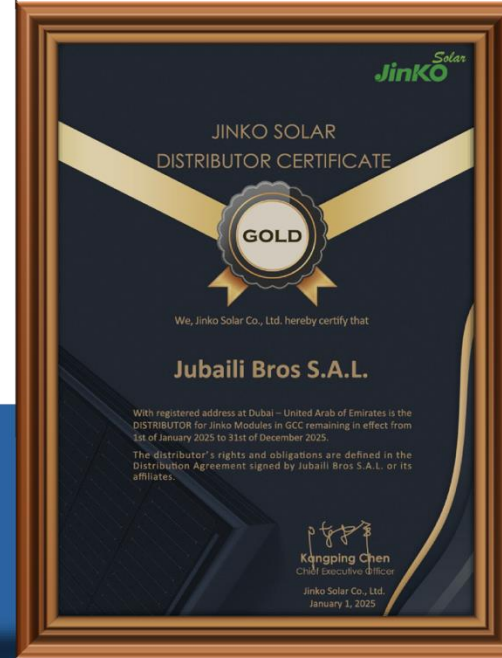 Solar
JinKO
JINKO SOLAR
DISTRIBUTOR CERTIFICATE
GOLD
We, Jinko Solar Co., Ltd. hereby certify that
Jubaili Bros S.A.L.
With registered address at Dubai – United Arab of Emirates is the
DISTRIBUTOR for Jinko Modules in GCC remaining in effect from
1st of January 2025 to 31st of December 2025.
The distributor's rights and obligations are defined in the
Distribution Agreement signed by Jubaili Bros S.A.L. or its
affiliates.
Kangping Chen
Chief Executive Officer
Jinko Solar Co., Ltd.
January 1, 2025